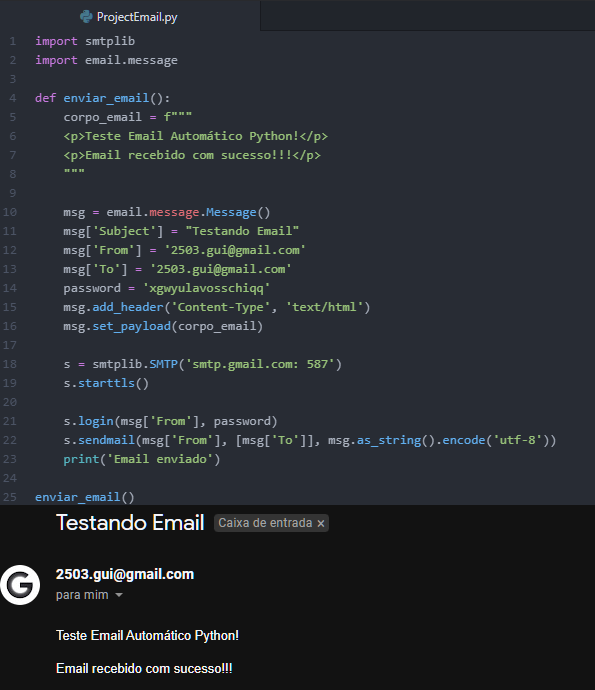 ProjectEmail.py
1 import smtplib
2 import email.message
3
4 def enviar_email():
5     corpo_email = f"""
6     <p>Teste Email Automático Python!</p>
7     <p>Email recebido com sucesso!!!</p>
8     """
9
10     msg = email.message.Message()
11     msg['Subject'] = "Testando Email"
12     msg['From'] = '2503.gui@gmail.com'
13     msg['To'] = '2503.gui@gmail.com'
14     password = 'xgwyulavosschiqq'
15     msg.add_header('Content-Type', 'text/html')
16     msg.set_payload(corpo_email)
17
18     s = smtplib.SMTP('smtp.gmail.com: 587')
19     s.starttls()
20
21     s.login(msg['From'], password)
22     s.sendmail(msg['From'], [msg['To']], msg.as_string().encode('utf-8'))
23     print('Email enviado')
24
25 enviar_email()
Testando Email Caixa de entrada ×
G
2503.gui@gmail.com
para mim
Teste Email Automático Python!
Email recebido com sucesso!!!